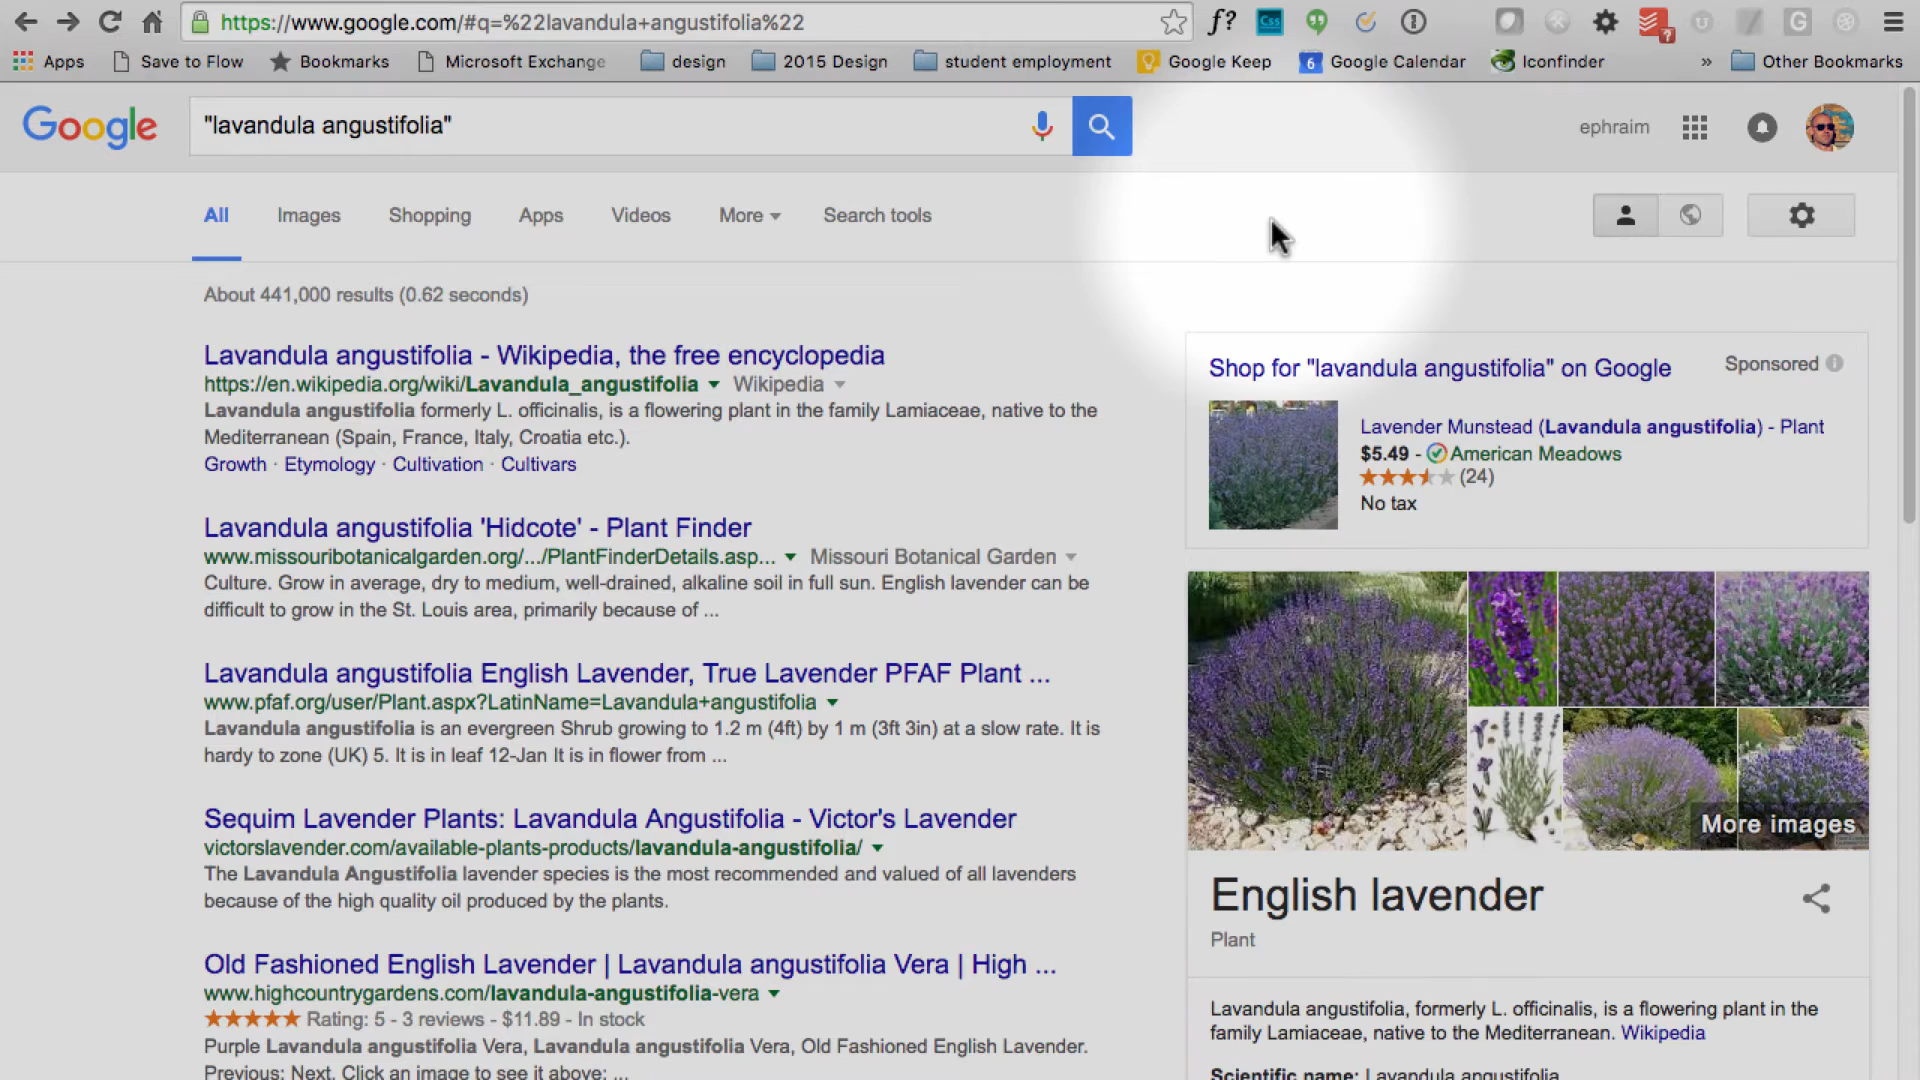 https://www.google.com/#q=%22lavandula+angustifolia%22
f?
Css
Apps
Save to Flow
Bookmarks
Microsoft Exchange
design
2015 Design
student employment
Google Keep
6
Google Calendar
Iconfinder
»
Other Bookmarks
Google
"lavandula angustifolia"
ephraim
All
Images
Shopping
Apps
Videos
More
Search tools
About 441,000 results (0.62 seconds)
Lavandula angustifolia - Wikipedia, the free encyclopedia
https://en.wikipedia.org/wiki/Lavandula_angustifolia
Wikipedia
Lavandula angustifolia formerly L. officinalis, is a flowering plant in the family Lamiaceae, native to the
Mediterranean (Spain, France, Italy, Croatia etc.).
Growth · Etymology · Cultivation · Cultivars
Lavandula angustifolia 'Hidcote' - Plant Finder
www.missouribotanicalgarden.org/.../PlantFinderDetails.asp...
Missouri Botanical Garden
Culture. Grow in average, dry to medium, well-drained, alkaline soil in full sun. English lavender can be
difficult to grow in the St. Louis area, primarily because of ...
Lavandula angustifolia English Lavender, True Lavender PFAF Plant ...
www.pfaf.org/user/Plant.aspx?LatinName=Lavandula+angustifolia
Lavandula angustifolia is an evergreen Shrub growing to 1.2 m (4ft) by 1 m (3ft 3in) at a slow rate. It is
hardy to zone (UK) 5. It is in leaf 12-Jan It is in flower from ...
Sequim Lavender Plants: Lavandula Angustifolia - Victor's Lavender
victorslavender.com/available-plants-products/lavandula-angustifolia/
The Lavandula Angustifolia lavender species is the most recommended and valued of all lavenders
because of the high quality oil produced by the plants.
Old Fashioned English Lavender | Lavandula angustifolia Vera | High ...
www.highcountrygardens.com/lavandula-angustifolia-vera
Rating: 5 - 3 reviews - $11.89 - In stock
Purple Lavandula angustifolia Vera, Lavandula angustifolia Vera, Old Fashioned English Lavender.
Previous: Next. Click an image to see it above: ...
Shop for "lavandula angustifolia" on Google
Sponsored
Lavender Munstead (Lavandula angustifolia) - Plant
$5.49 - American Meadows
(24)
No tax
More images
English lavender
Plant
Lavandula angustifolia, formerly L. officinalis, is a flowering plant in the
family Lamiaceae, native to the Mediterranean. Wikipedia
Scientific name: Lavandula angustifolia